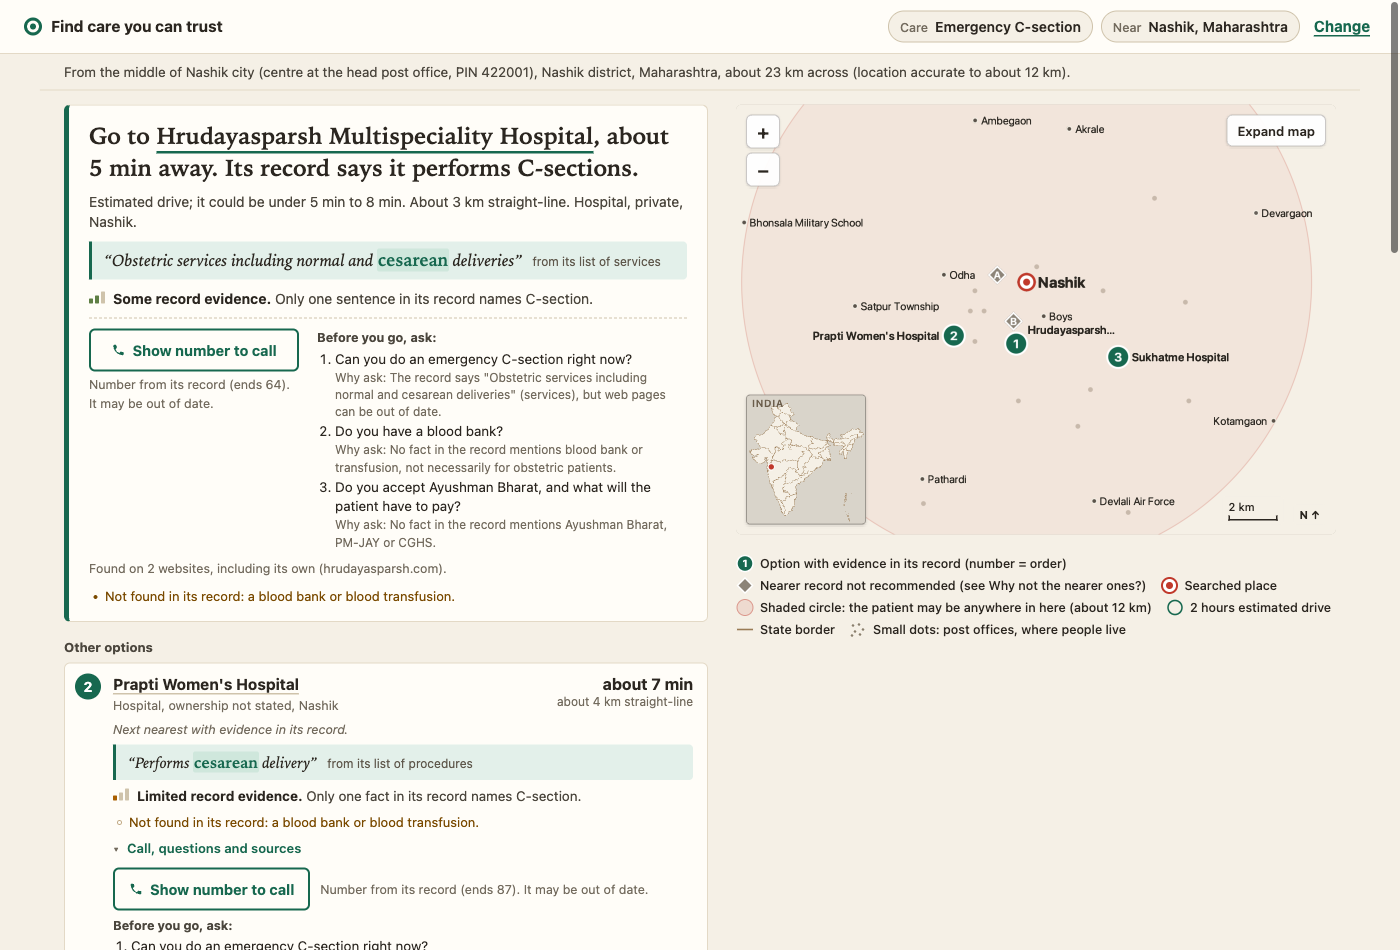 Find care you can trust
Care Emergency C-section
Near Nashik, Maharashtra
Change
From the middle of Nashik city (centre at the head post office, PIN 422001), Nashik district, Maharashtra, about 23 km across (location accurate to about 12 km).
Go to Hrudayasparsh Multispeciality Hospital, about
5 min away. Its record says it performs C-sections.
Estimated drive; it could be under 5 min to 8 min. About 3 km straight-line. Hospital, private,
Nashik.
“Obstetric services including normal and cesarean deliveries” from its list of services
Some record evidence. Only one sentence in its record names C-section.
Show number to call
Number from its record (ends 64).
It may be out of date.
Before you go, ask:
1. Can you do an emergency C-section right now?
Why ask: The record says "Obstetric services including
normal and cesarean deliveries" (services), but web pages
can be out of date.
2. Do you have a blood bank?
Why ask: No fact in the record mentions blood bank or
transfusion, not necessarily for obstetric patients.
3. Do you accept Ayushman Bharat, and what will the
patient have to pay?
Why ask: No fact in the record mentions Ayushman Bharat,
PM-JAY or CGHS.
Found on 2 websites, including its own (hrudayasparsh.com).
• Not found in its record: a blood bank or blood transfusion.
Other options
2
Prapti Women's Hospital
about 7 min
Hospital, ownership not stated, Nashik
about 4 km straight-line
Next nearest with evidence in its record.
“Performs cesarean delivery” from its list of procedures
Limited record evidence. Only one fact in its record names C-section.
Not found in its record: a blood bank or blood transfusion.
Call, questions and sources
Show number to call
Number from its record (ends 87). It may be out of date.
Before you go, ask:
1. Can you do an emergency C-section right now?
+
−
Expand map
Ambegaon
Akrale
Bhonsala Military School
Devargaon
Odha
A
Nashik
Satpur Township
B
Boys
Hrudayasparsh...
Prapti Women's Hospital
2
1
3
Sukhatme Hospital
INDIA
Kotamgaon
Pathardi
Devlali Air Force
2 km
N ↑
1 Option with evidence in its record (number = order)
Nearer record not recommended (see Why not the nearer ones?)
Searched place
Shaded circle: the patient may be anywhere in here (about 12 km)
2 hours estimated drive
State border
Small dots: post offices, where people live